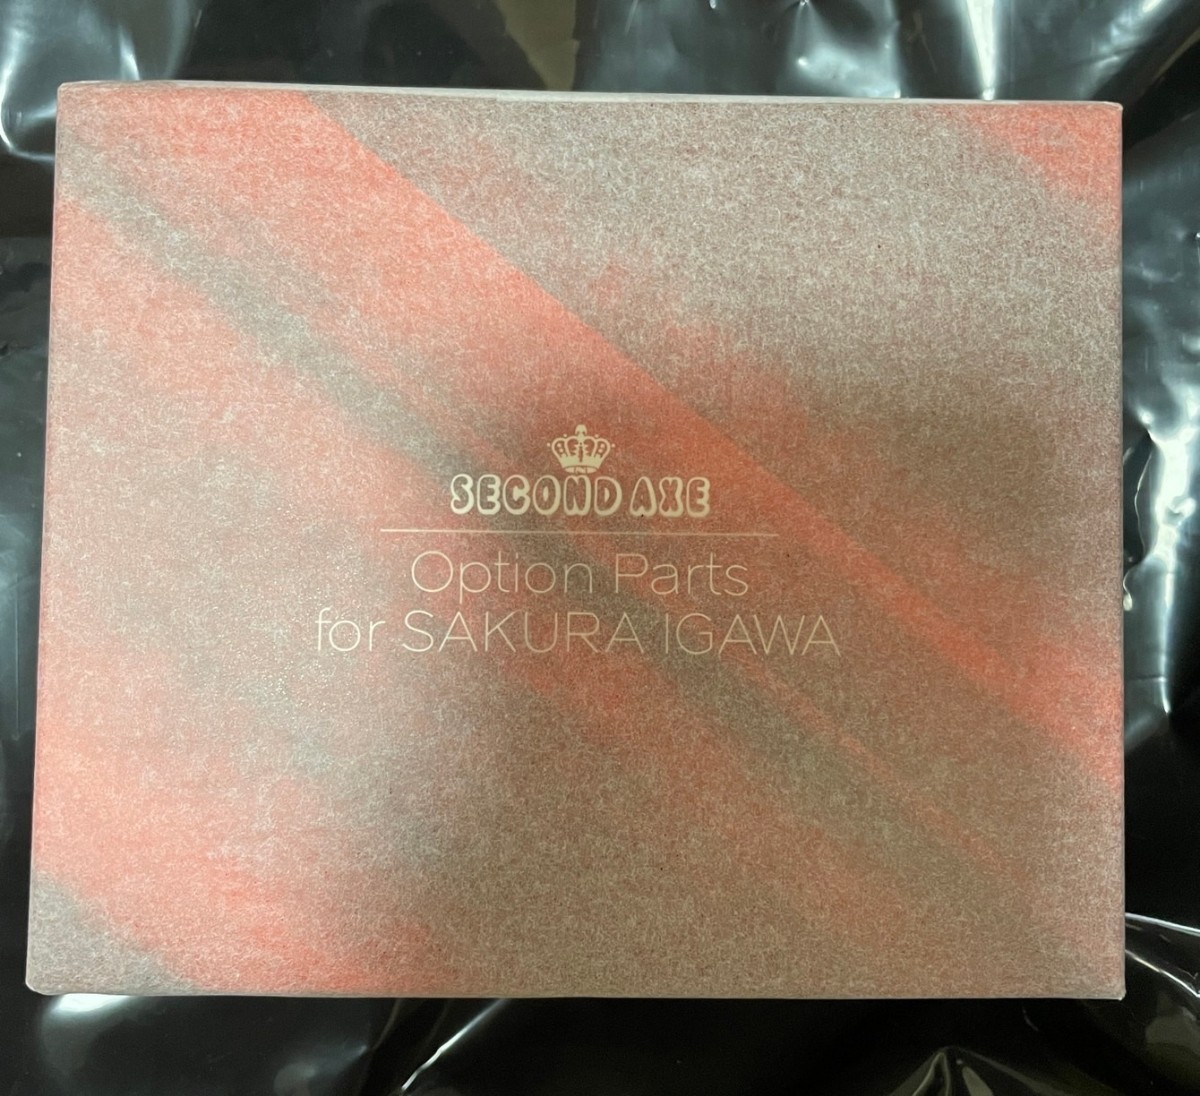 SECOND AXE
Option Parts
for SAKURA IGAWA